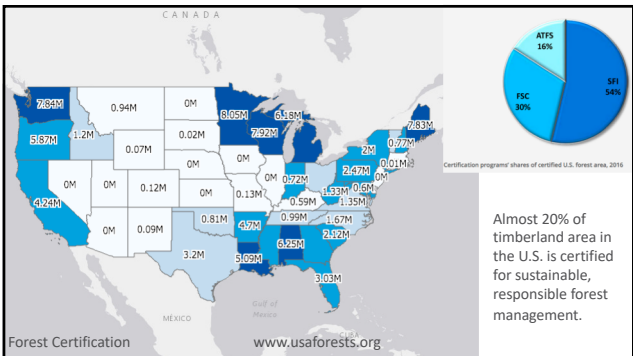 CANADA
7.84M
0.94M
0M
8.05M
6.18M
7.83M
5.87M
1.2M
0.02M
7.92M
2M
0.77M
0.07M
0M
0M
2.47M
0.01M
0M
0M
0.12M
0M
0M
0.72M
1.33M
0.6M
0M
4.24M
0.13M
0.59M
1.35M
0M
0.09M
0.81M
4.7M
0.99M
1.67M
3.2M
5.09M
6.25M
2.12M
3.03M
Gulf of
Mexico
MÉXICO
CUBA
Forest Certification
www.usaforests.org
ATFS
16%
SFI
54%
FSC
30%
Certification programs' shares of certified U.S. forest area, 2016
Almost 20% of
timberland area in
the U.S. is certified
for sustainable,
responsible forest
management.